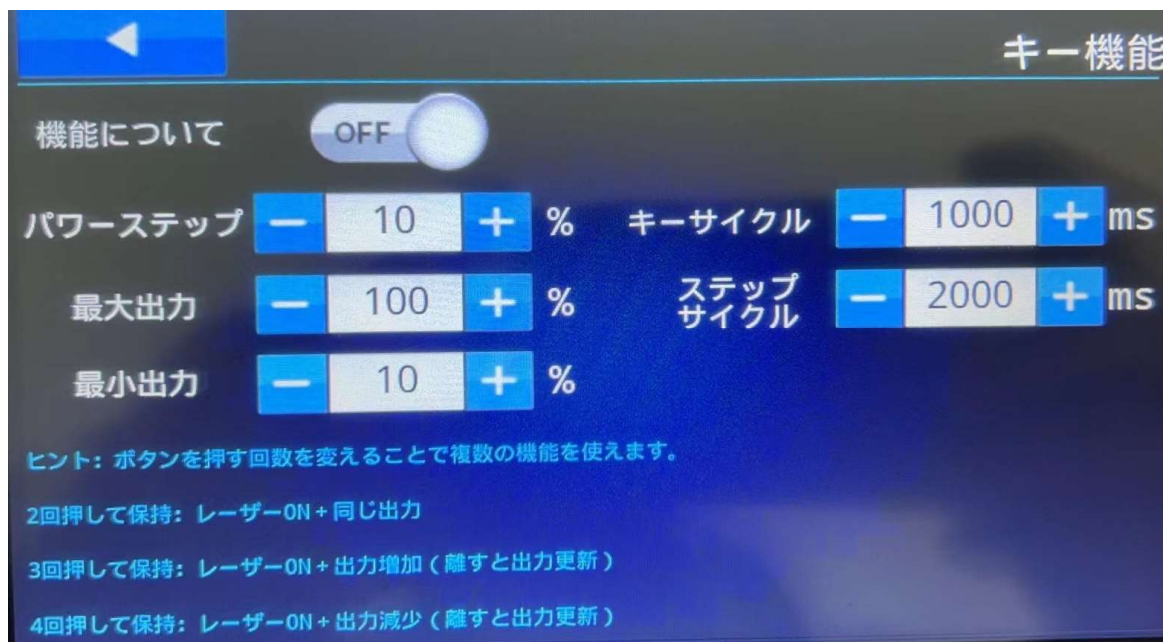 キー機能
機能について OFF
パワーステップ 10 % キーサイクル 1000 ms
最大出力 100 % ステップ
サイクル 2000 ms
最小出力 10 %
ヒント: ボタンを押す回数を変えることで複数の機能を使えます。
2回押して保持: レーザーON+同じ出力
3回押して保持: レーザーON+出力増加(離すと出力更新)
4回押して保持: レーザーON+出力減少(離すと出力更新)